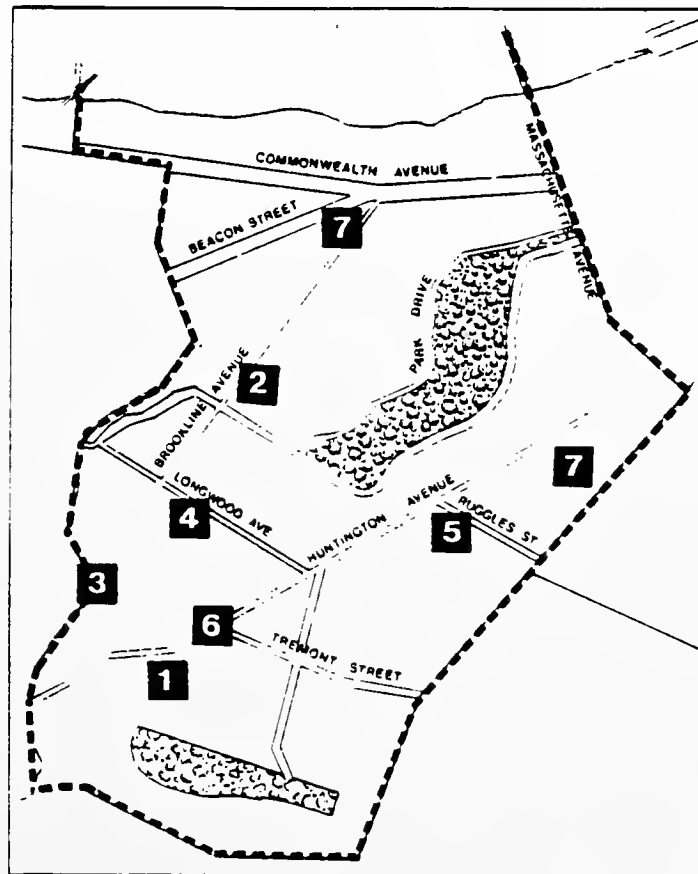 COMMONWEALTH AVENUE
MASSACHUSETTS AVENUE
BEACON STREET
7
PARK DRIVE
2
BROOKLINE AVENUE
7
LONGWOOD AVE
4
HUNTINGTON AVENUE
RUGGLES ST
5
3
6
TREMONT STREET
1